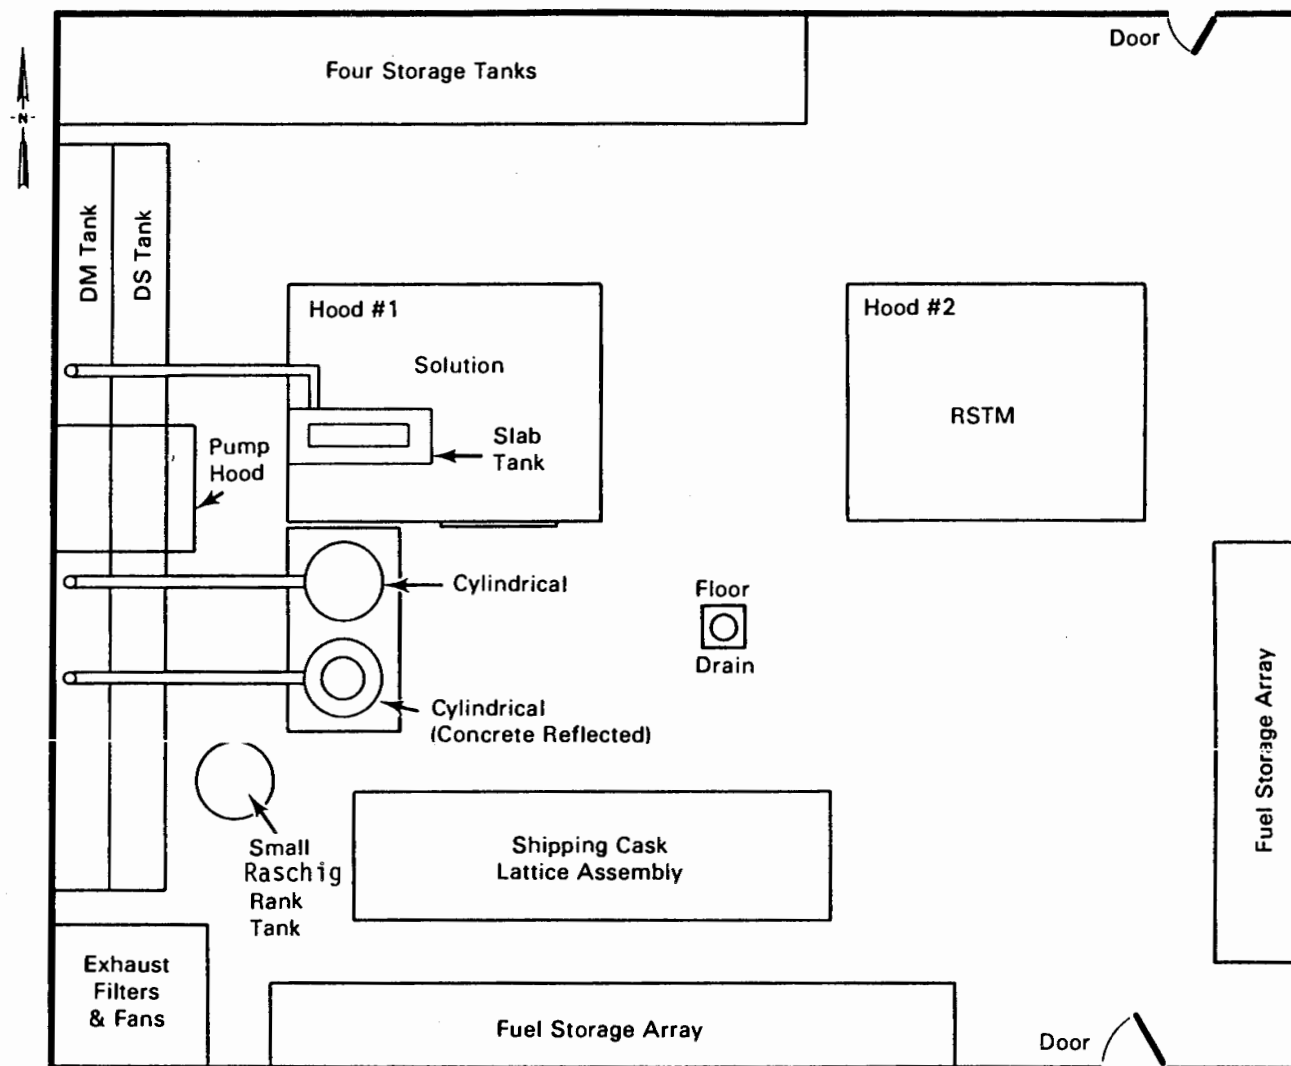 Door
Four Storage Tanks
N
DM Tank
DS Tank
Hood #1
Solution
Hood #2
RSTM
Pump
Hood
Slab
Tank
Cylindrical
Floor
Drain
Cylindrical
(Concrete Reflected)
Fuel Storage Array
Small
Raschig
Rank
Tank
Shipping Cask
Lattice Assembly
Exhaust
Filters
& Fans
Fuel Storage Array
Door